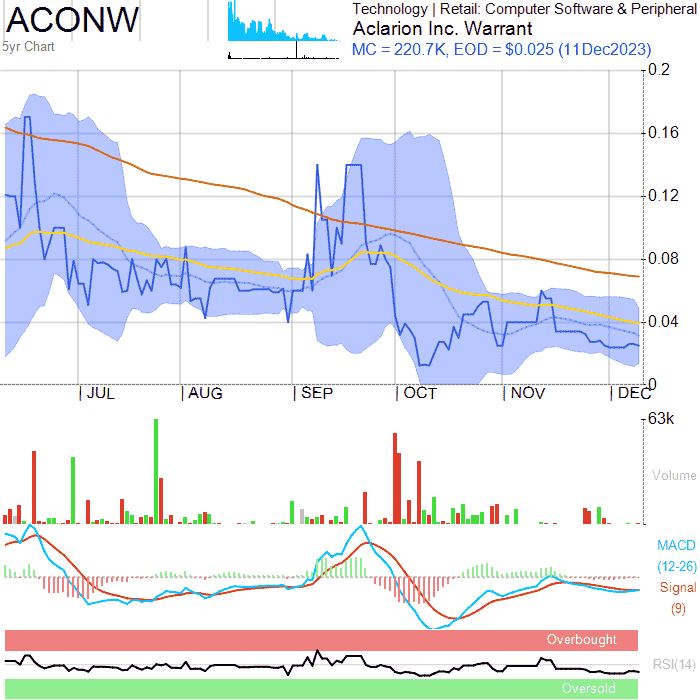 ACONW
5yr Chart
Technology | Retail: Computer Software & Peripheral
Aclarion Inc. Warrant
MC = 220.7K, EOD = $0.025 (11Dec2023)
0.2
0.16
0.12
0.08
0.04
0
JUL AUG SEP OCT NOV DEC
63k
Volume
MACD
(12-26)
Signal
(9)
Overbought
RSI(14)
Oversold